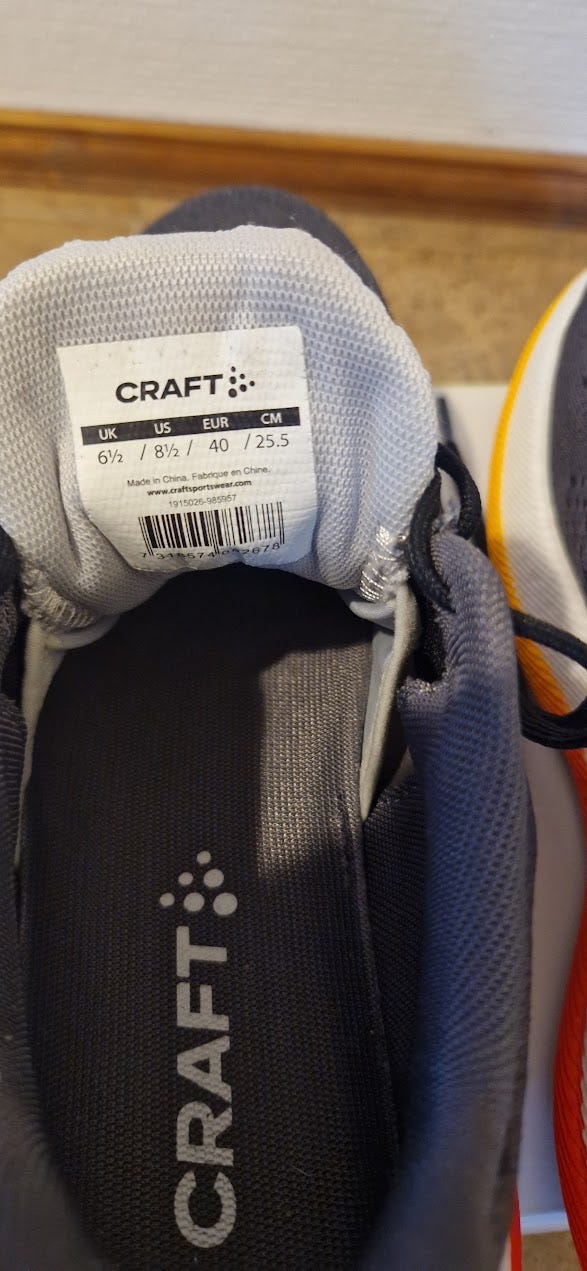 CRAFT
UK US EUR CM
6½ / 8½ / 40 / 25.5
Made in China. Fabrique en Chine.
www.craftsportswear.com
1915026-985957
CRAFT